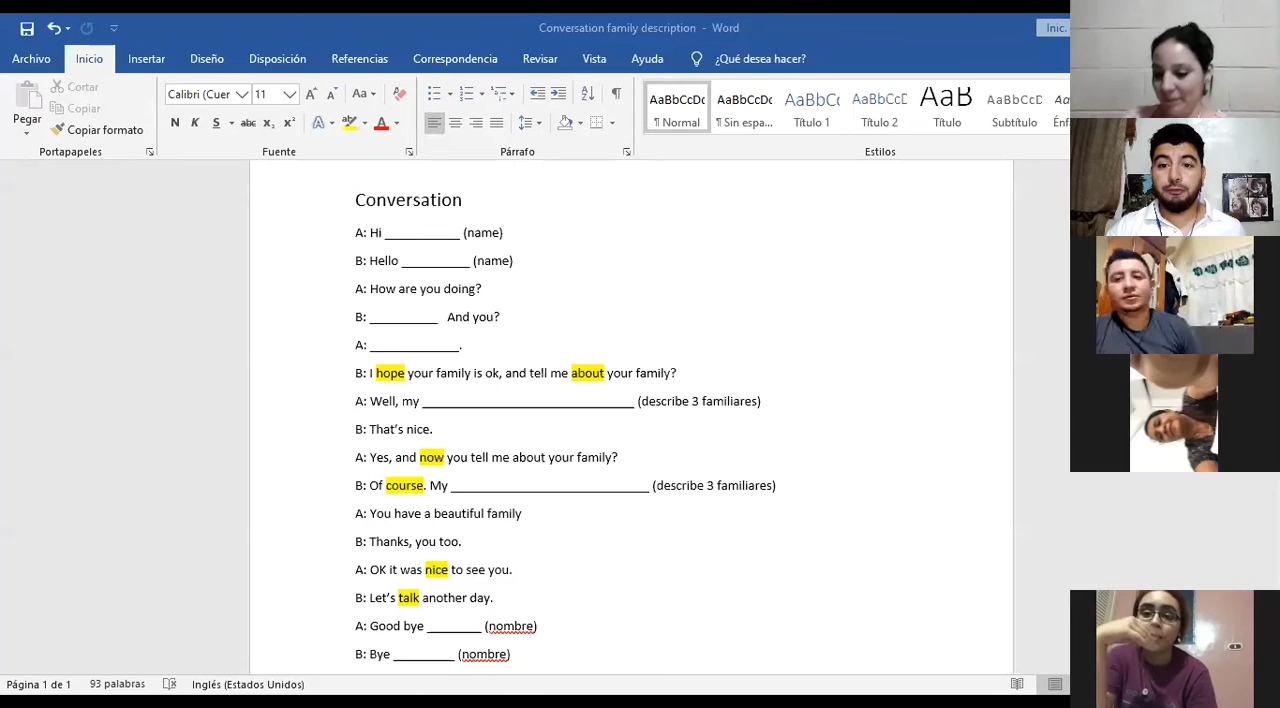 Conversation family description - Word
Inic.
Archivo Inicio Insertar Diseño Disposición Referencias Correspondencia Revisar Vista Ayuda ¿Qué desea hacer?
Pegar
Cortar
Copiar
Copiar formato
Portapapeles
Calibri (Cuer 11
N K S abc x₂ x²
Fuente
Párrafo
AaBbCcDc AaBbCcDc AaBbCc AaBbCcD AaB AaBbCcD
¶ Normal ¶ Sin espa... Título 1 Título 2 Título Subtítulo Énf
Estilos
Conversation
A: Hi ___________ (name)
B: Hello __________ (name)
A: How are you doing?
B: __________ And you?
A: _____________.
B: I hope your family is ok, and tell me about your family?
A: Well, my _______________________________ (describe 3 familiares)
B: That's nice.
A: Yes, and now you tell me about your family?
B: Of course. My _____________________________ (describe 3 familiares)
A: You have a beautiful family
B: Thanks, you too.
A: OK it was nice to see you.
B: Let's talk another day.
A: Good bye ________ (nombre)
B: Bye _________ (nombre)
Página 1 de 1 93 palabras Inglés (Estados Unidos)